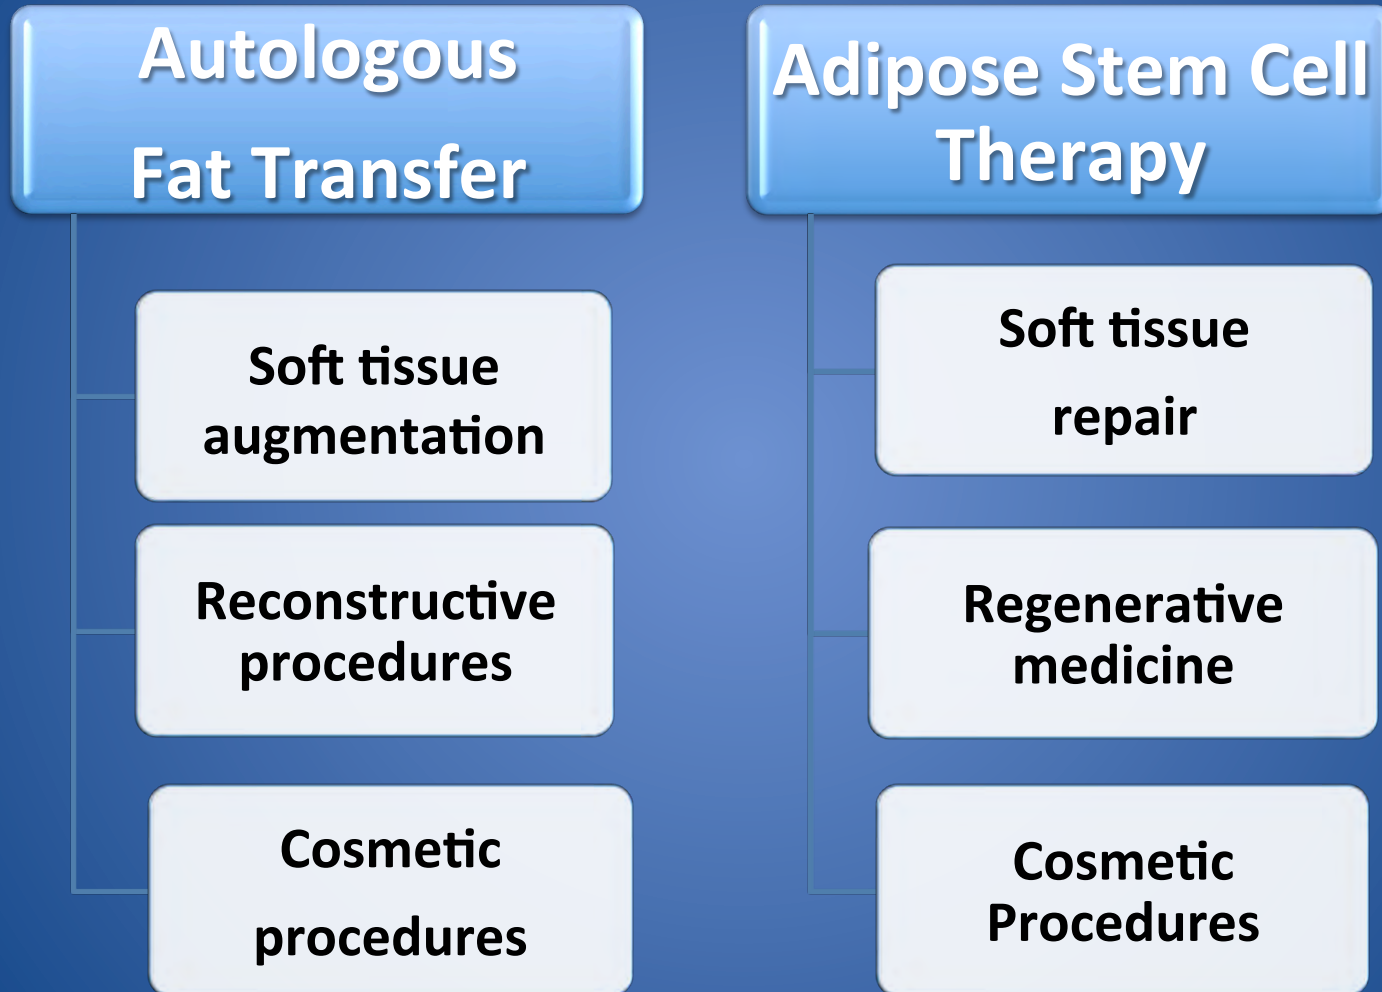 Autologous
Fat Transfer
Soft tissue
augmentation
Reconstructive
procedures
Cosmetic
procedures
Adipose Stem Cell
Therapy
Soft tissue
repair
Regenerative
medicine
Cosmetic
Procedures